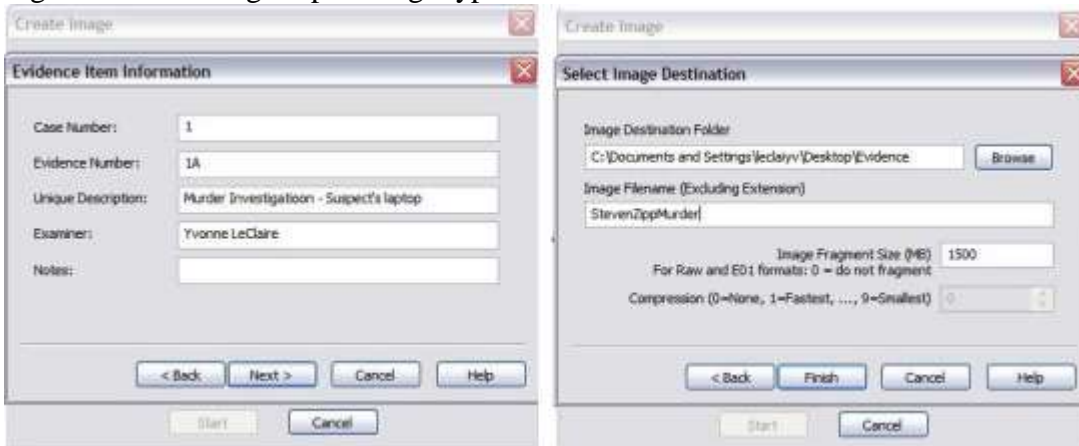 Create Image
Evidence Item Information
Case Number: 1
Evidence Number: 1A
Unique Description: Murder Investigatioon - Suspect's laptop
Examiner: Yvonne LeClaire
Notes:
< Back Next > Cancel Help
Start Cancel
Create Image
Select Image Destination
Image Destination Folder
C:\Documents and Settings\leclaiyv\Desktop\Evidence Browse
Image Filename (Excluding Extension)
StevenZippMurder
Image Fragment Size (MB) 1500
For Raw and E01 formats: 0 = do not fragment
Compression (0=None, 1=Fastest, ..., 9=Smallest) 0
< Back Finish Cancel Help
Start Cancel